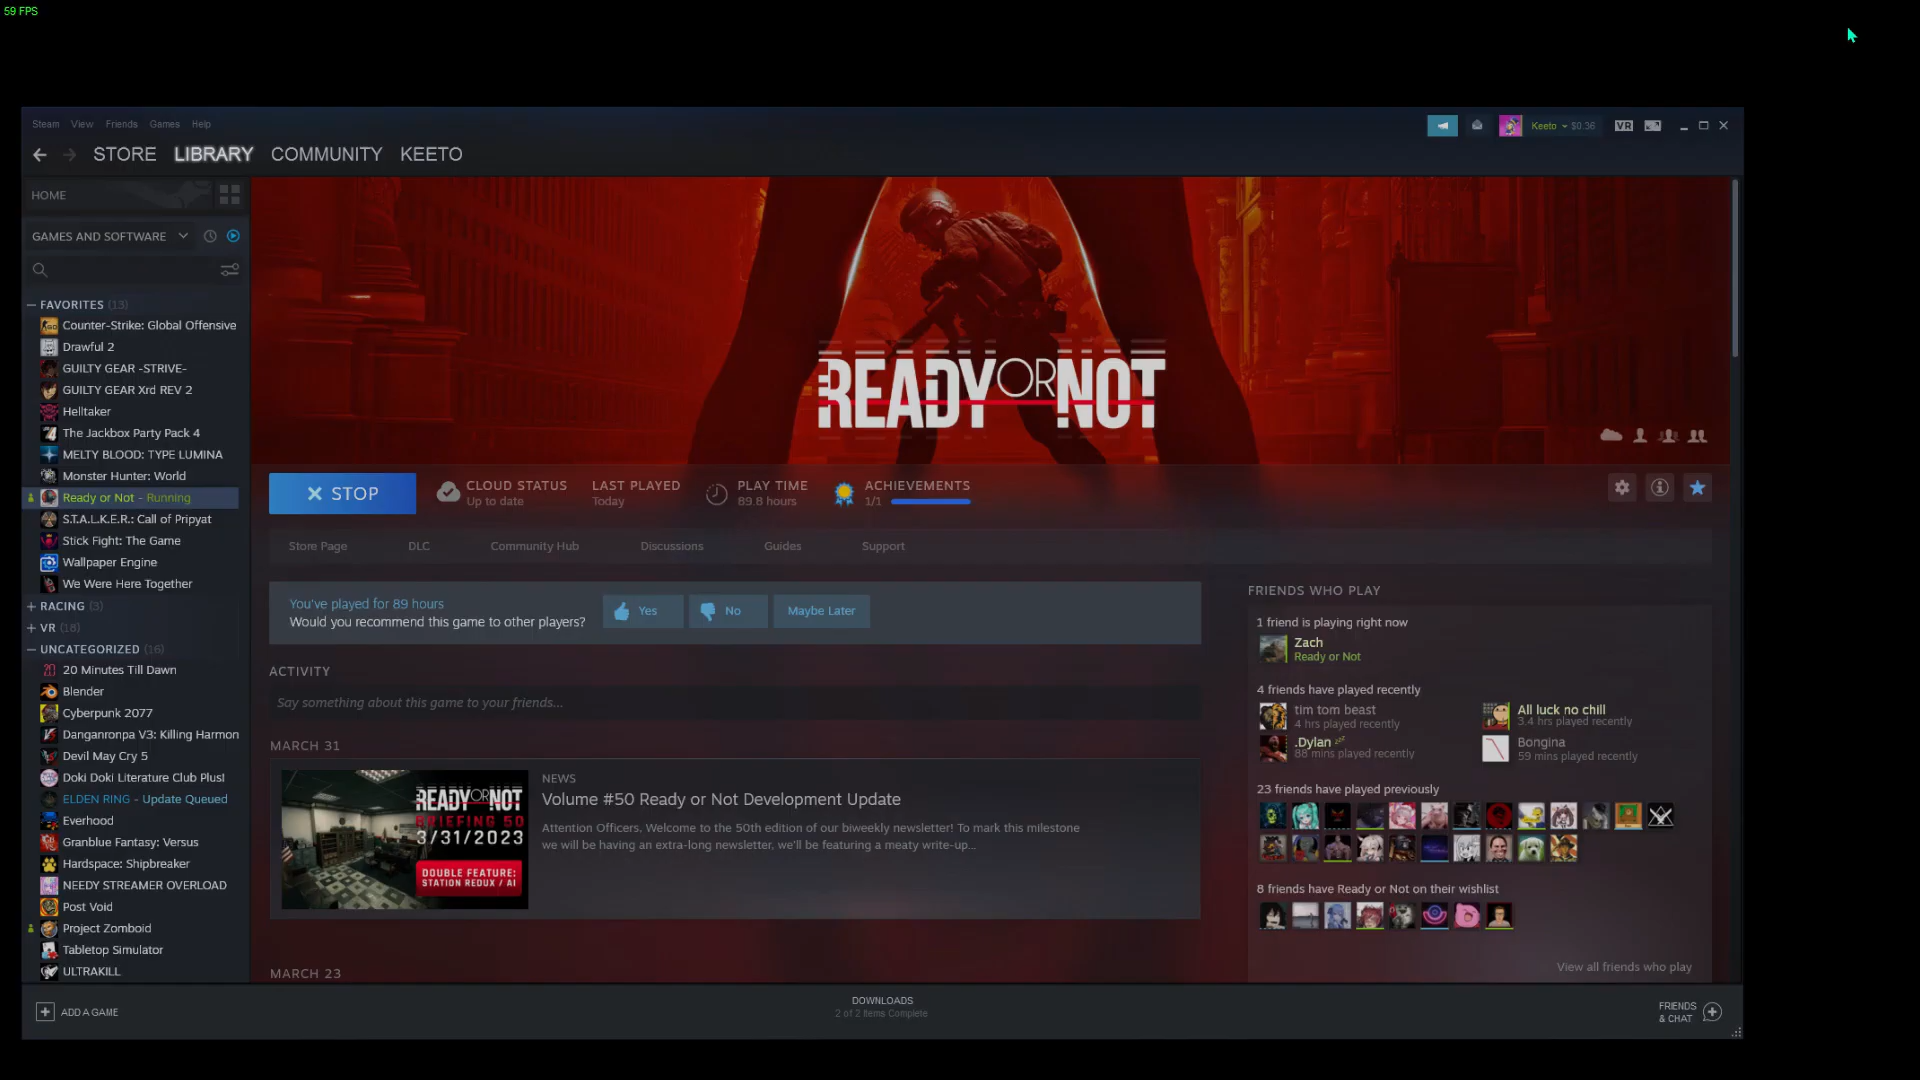 59 FPS
Steam View Friends Games Help
Keeto $0.36
VR
STORE LIBRARY COMMUNITY KEETO
HOME
GAMES AND SOFTWARE
FAVORITES (13)
Counter-Strike: Global Offensive
Drawful 2
GUILTY GEAR -STRIVE-
GUILTY GEAR Xrd REV 2
Helltaker
The Jackbox Party Pack 4
MELTY BLOOD: TYPE LUMINA
Monster Hunter: World
Ready or Not - Running
S.T.A.L.K.E.R.: Call of Pripyat
Stick Fight: The Game
Wallpaper Engine
We Were Here Together
RACING (3)
VR (18)
UNCATEGORIZED (16)
20 Minutes Till Dawn
Blender
Cyberpunk 2077
Danganronpa V3: Killing Harmon
Devil May Cry 5
Doki Doki Literature Club Plus!
ELDEN RING - Update Queued
Everhood
Granblue Fantasy: Versus
Hardspace: Shipbreaker
NEEDY STREAMER OVERLOAD
Post Void
Project Zomboid
Tabletop Simulator
ULTRAKILL
READY OR NOT
STOP
CLOUD STATUS
Up to date
LAST PLAYED
Today
PLAY TIME
89.8 hours
ACHIEVEMENTS
1/1
Store Page DLC Community Hub Discussions Guides Support
You've played for 89 hours
Would you recommend this game to other players?
Yes No Maybe Later
ACTIVITY
Say something about this game to your friends...
MARCH 31
READY OR NOT
BRIEFING 50
3/31/2023
DOUBLE FEATURE:
STATION REDUX / AI
NEWS
Volume #50 Ready or Not Development Update
Attention Officers, Welcome to the 50th edition of our biweekly newsletter! To mark this milestone
we will be having an extra-long newsletter, we'll be featuring a meaty write-up...
MARCH 23
FRIENDS WHO PLAY
1 friend is playing right now
Zach
Ready or Not
4 friends have played recently
tim tom beast
4 hrs played recently
All luck no chill
3.4 hrs played recently
.Dylan zz
88 mins played recently
Bongina
59 mins played recently
23 friends have played previously
8 friends have Ready or Not on their wishlist
View all friends who play
ADD A GAME
DOWNLOADS
2 of 2 Items Complete
FRIENDS
& CHAT